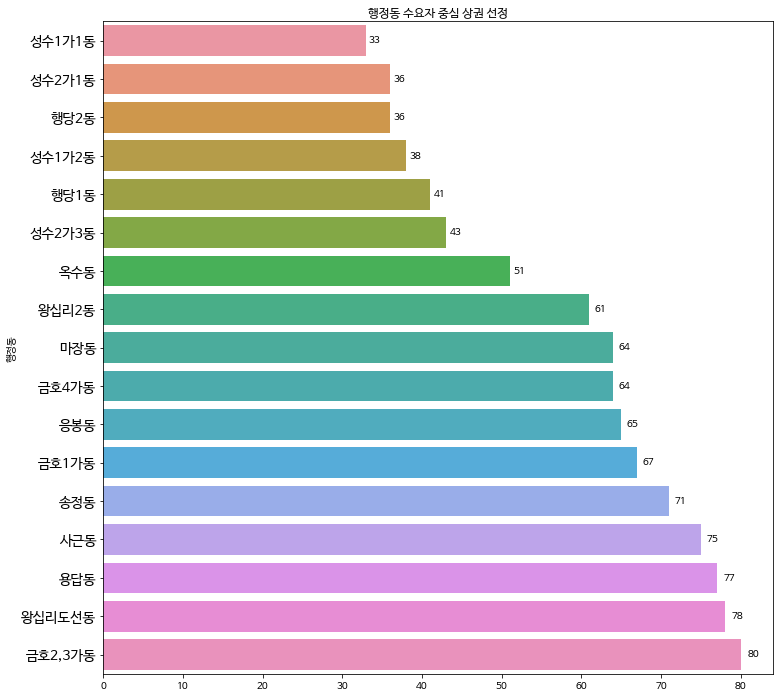 행정동 수요자 중심 상권 선정
성수1가1동 33
성수2가1동 36
행당2동 36
성수1가2동 38
행당1동 41
성수2가3동 43
옥수동 51
왕십리2동 61
마장동 64
금호4가동 64
응봉동 65
금호1가동 67
송정동 71
사근동 75
용답동 77
왕십리도선동 78
금호2,3가동 80
행정동
0 10 20 30 40 50 60 70 80